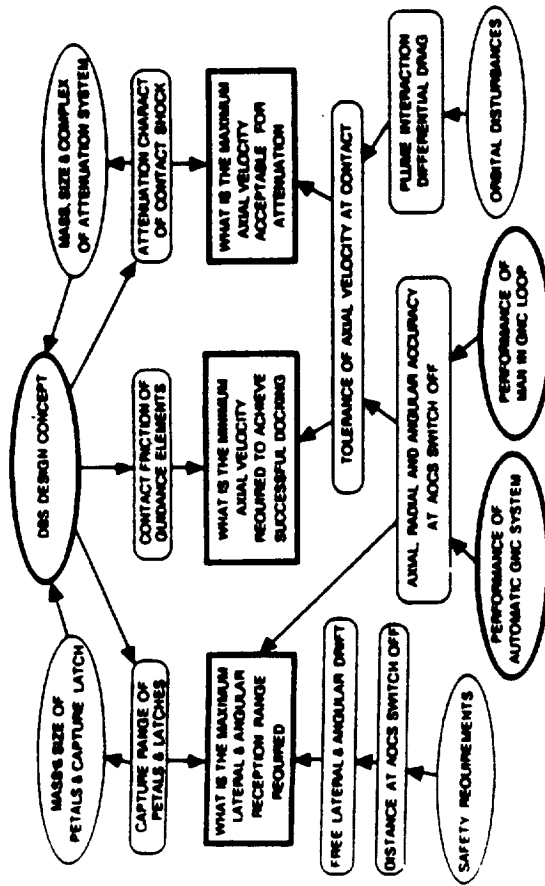 MASS & SIZE OF
PETALS & CAPTURE LATCH
DBS DESIGN CONCEPT
MASS, SIZE & COMPLEX
OF ATTENUATION SYSTEM
CAPTURE RANGE OF
PETALS & LATCHES
CONTACT FRICTION OF
GUIDANCE ELEMENTS
ATTENUATION CHARACT
OF CONTACT SHOCK
WHAT IS THE MAXIMUM
LATERAL & ANGULAR
RECEPTION RANGE
REQUIRED
WHAT IS THE MINIMUM
AXIAL VELOCITY
REQUIRED TO ACHIEVE
SUCCESSFUL DOCKING
WHAT IS THE MAXIMUM
AXIAL VELOCITY
ACCEPTABLE FOR
ATTENUATION
FREE LATERAL & ANGULAR DRIFT
TOLERANCE OF AXIAL VELOCITY AT CONTACT
DISTANCE AT AOCS SWITCH OFF
AXIAL RADIAL AND ANGULAR ACCURACY
AT AOCS SWITCH OFF
PLUME INTERACTION
DIFFERENTIAL DRAG
SAFETY REQUIREMENTS
PERFORMANCE OF
AUTOMATIC GNC SYSTEM
PERFORMANCE OF
MAN IN GNC LOOP
ORBITAL DISTURBANCES